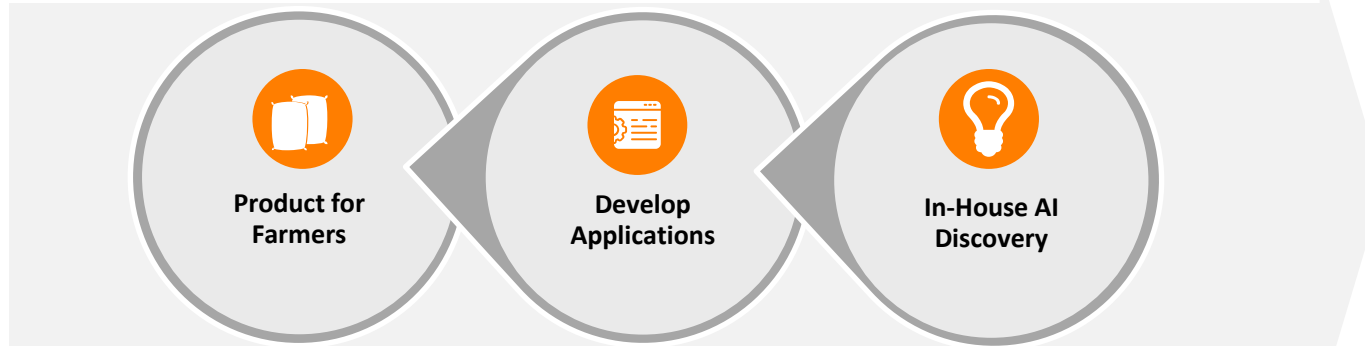 Product for
Farmers
Develop
Applications
In-House AI
Discovery